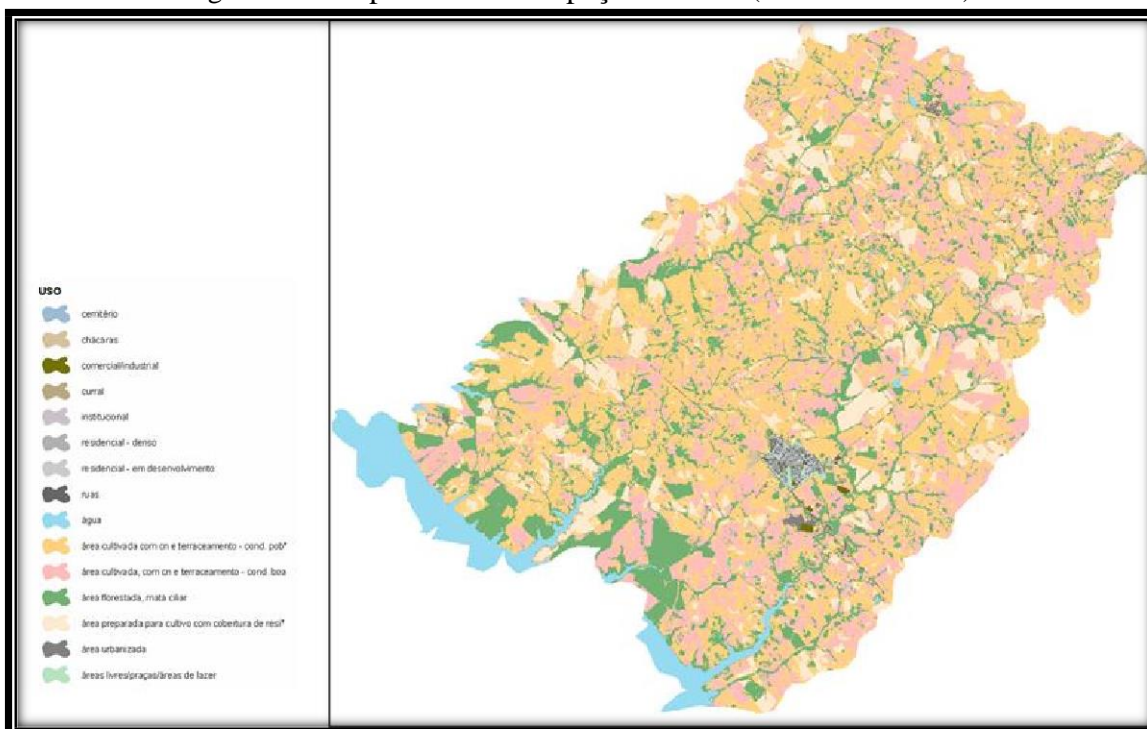 USO
cemitério
chácaras
comercial/industrial
curral
institucional
residencial - denso
residencial - em desenvolvimento
ruas
água
área cultivada com cn e terraceamento - cond. pob*
área cultivada, com cn e terraceamento - cond. boa
área florestada, mata ciliar
área preparada para cultivo com cobertura de resi*
área urbanizada
áreas livres/praças/áreas de lazer